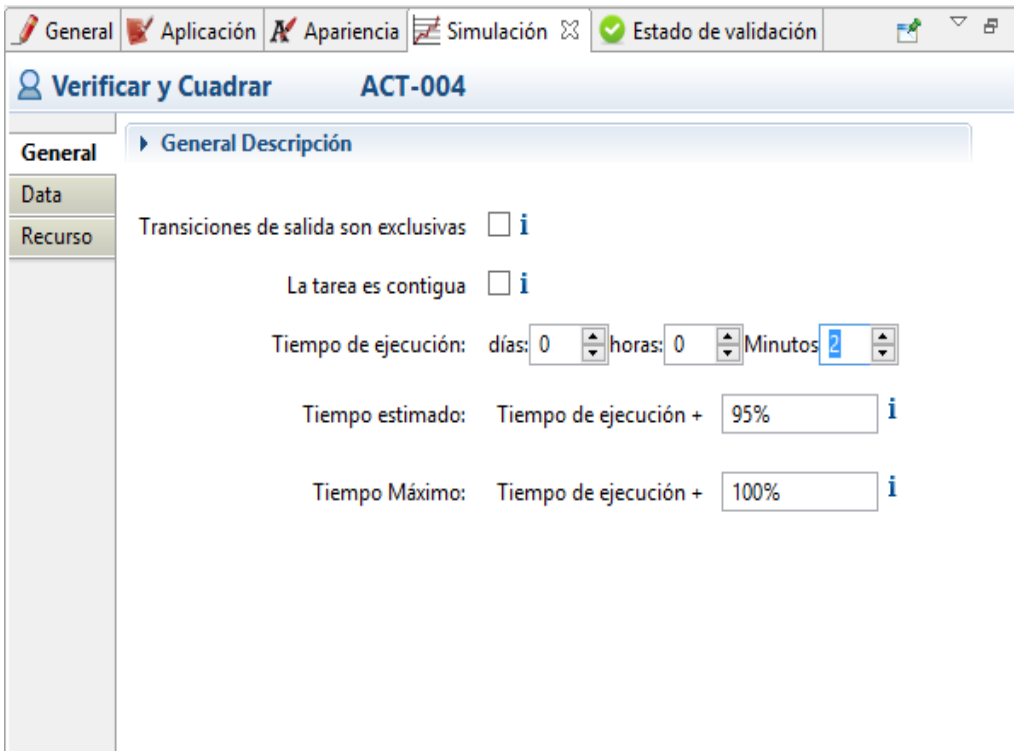 General Aplicación Apariencia Simulación Estado de validación
Verificar y Cuadrar ACT-004
General
Data
Recurso
General Descripción
Transiciones de salida son exclusivas
La tarea es contigua
Tiempo de ejecución: días: 0 horas: 0 Minutos 2
Tiempo estimado: Tiempo de ejecución + 95%
Tiempo Máximo: Tiempo de ejecución + 100%